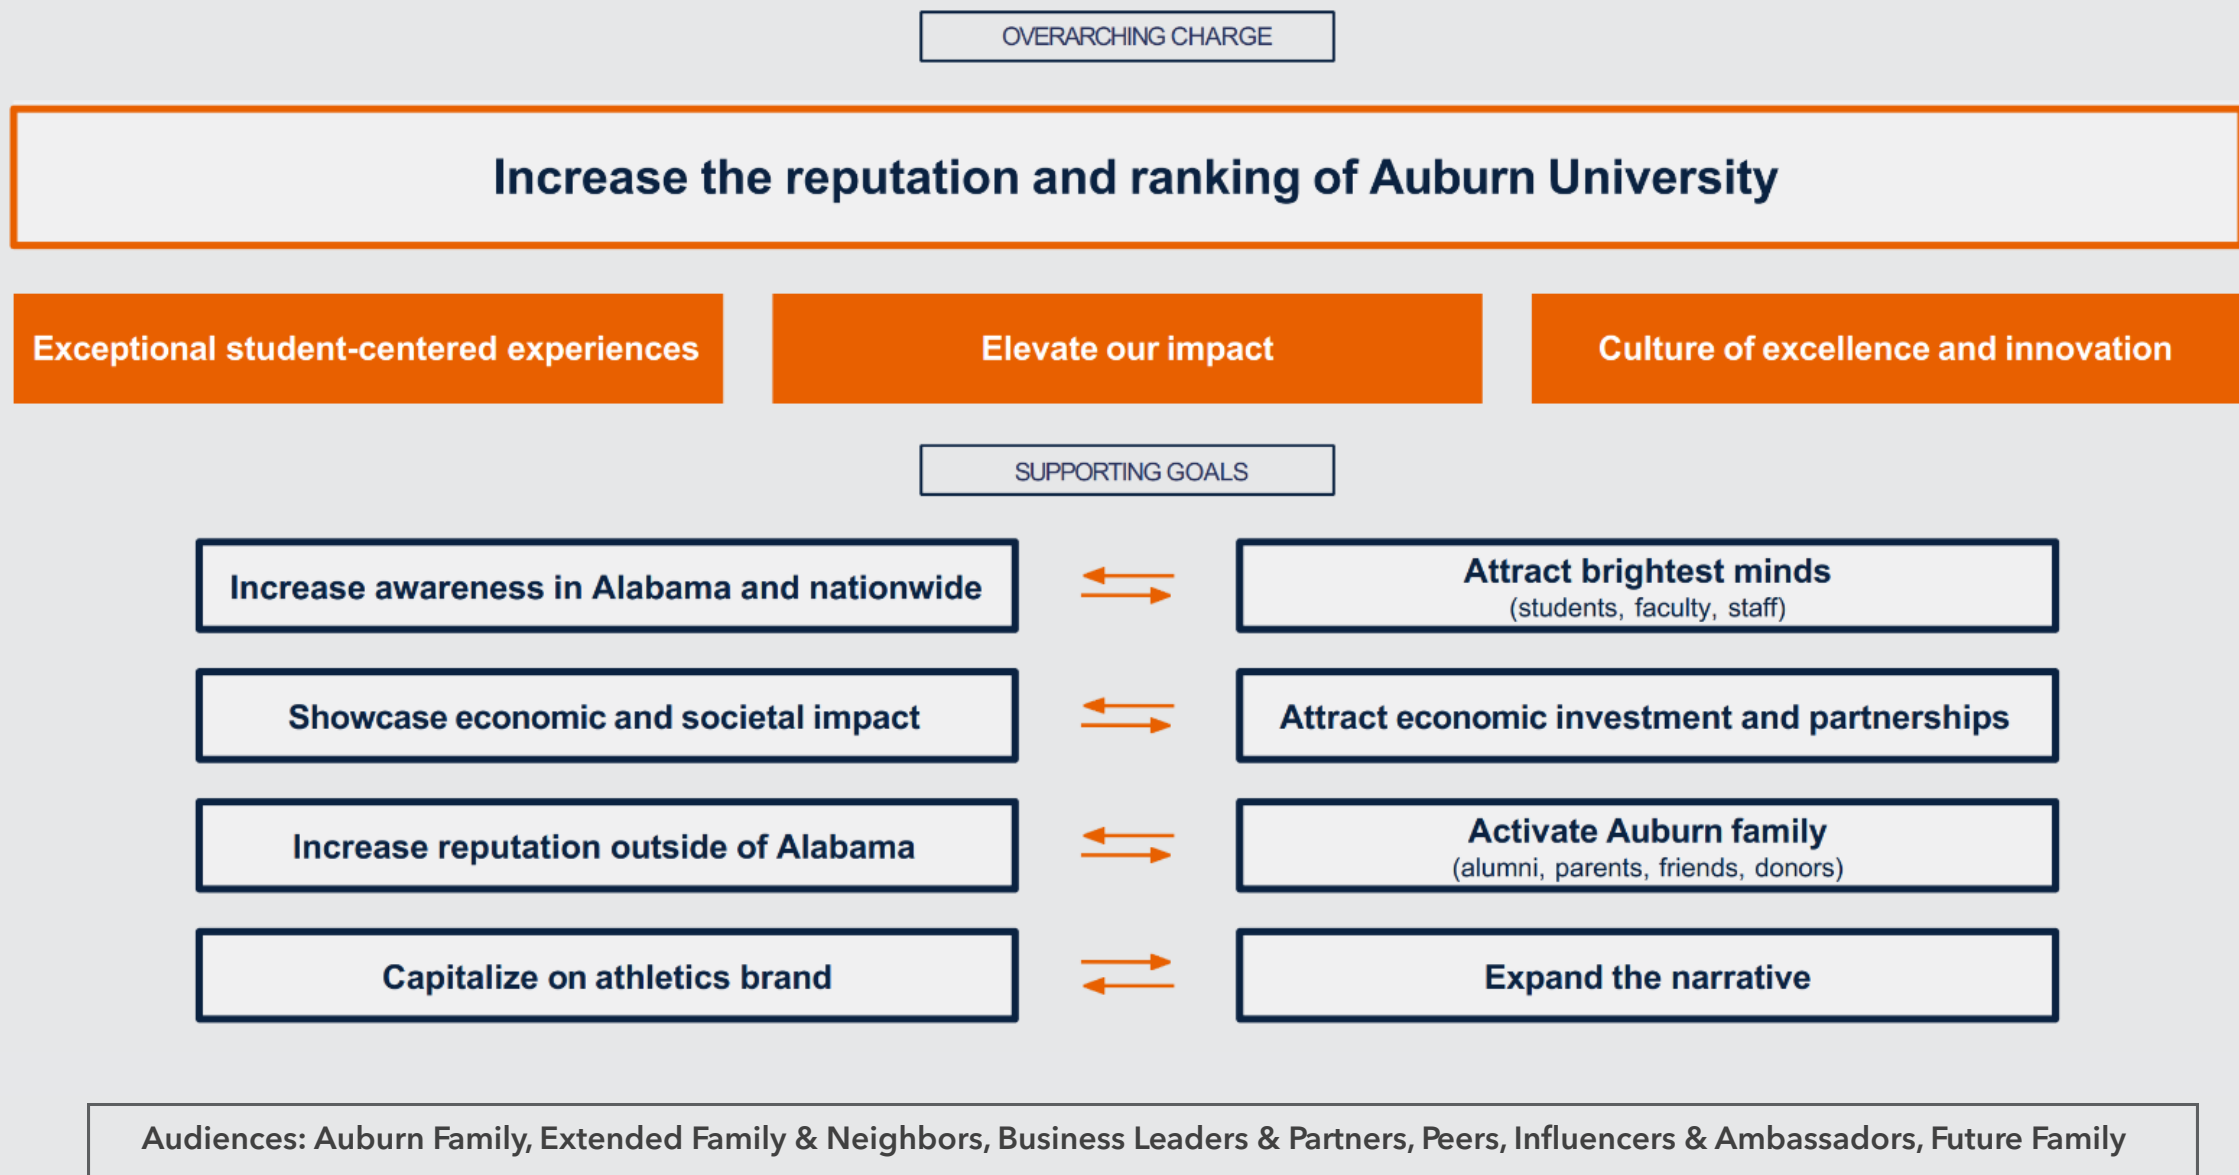 OVERARCHING CHARGE
Increase the reputation and ranking of Auburn University
Exceptional student-centered experiences
Elevate our impact
Culture of excellence and innovation
SUPPORTING GOALS
Increase awareness in Alabama and nationwide
Attract brightest minds
(students, faculty, staff)
Showcase economic and societal impact
Attract economic investment and partnerships
Increase reputation outside of Alabama
Activate Auburn family
(alumni, parents, friends, donors)
Capitalize on athletics brand
Expand the narrative
Audiences: Auburn Family, Extended Family & Neighbors, Business Leaders & Partners, Peers, Influencers & Ambassadors, Future Family